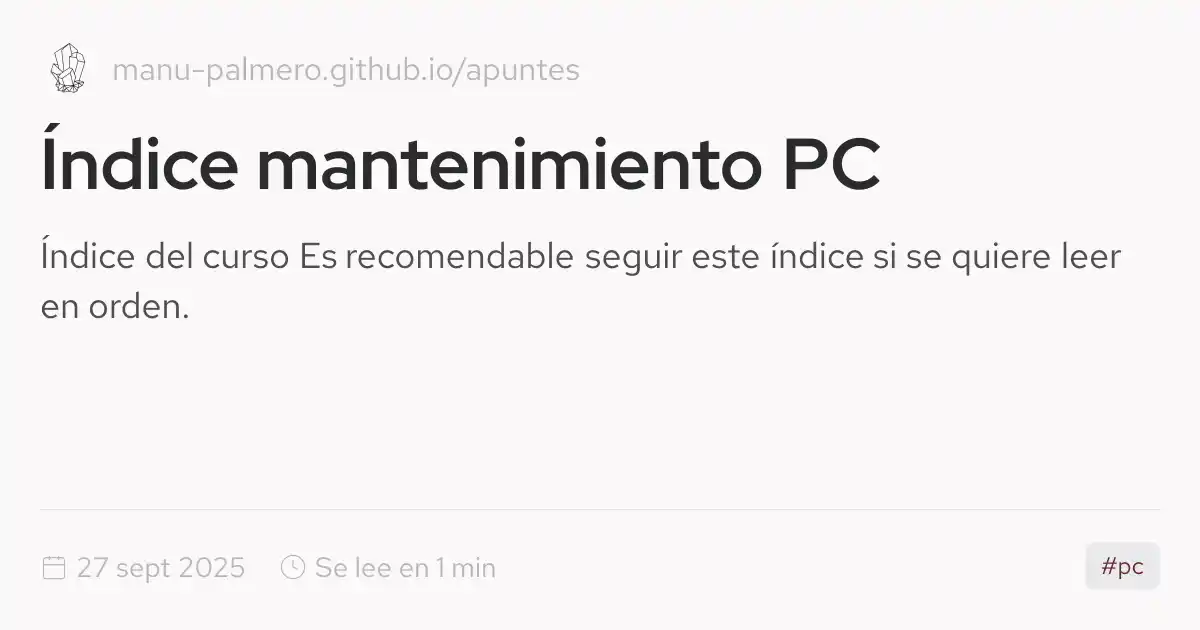 manu-palmero.github.io/apuntes
Índice mantenimiento PC
Índice del curso Es recomendable seguir este índice si se quiere leer
en orden.
27 sept 2025
Se lee en 1 min
#pc